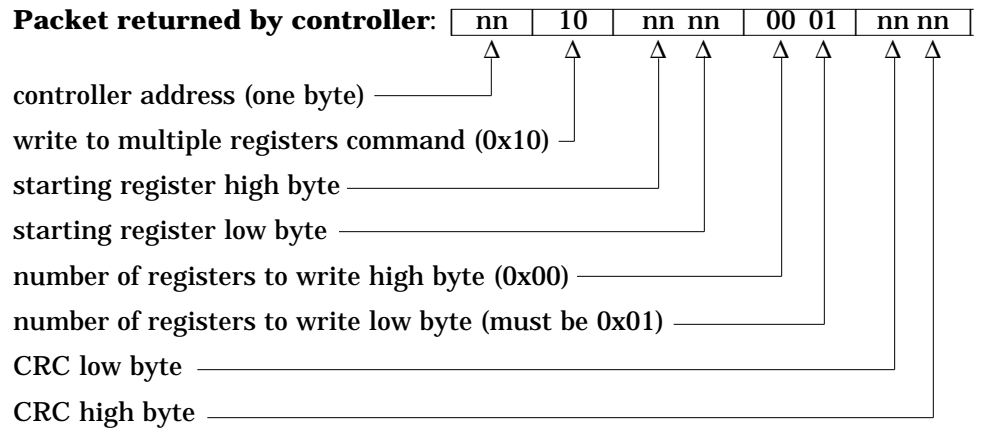 Packet returned by controller: nn 10 nn nn 00 01 nn nn
controller address (one byte)
write to multiple registers command (0x10)
starting register high byte
starting register low byte
number of registers to write high byte (0x00)
number of registers to write low byte (must be 0x01)
CRC low byte
CRC high byte